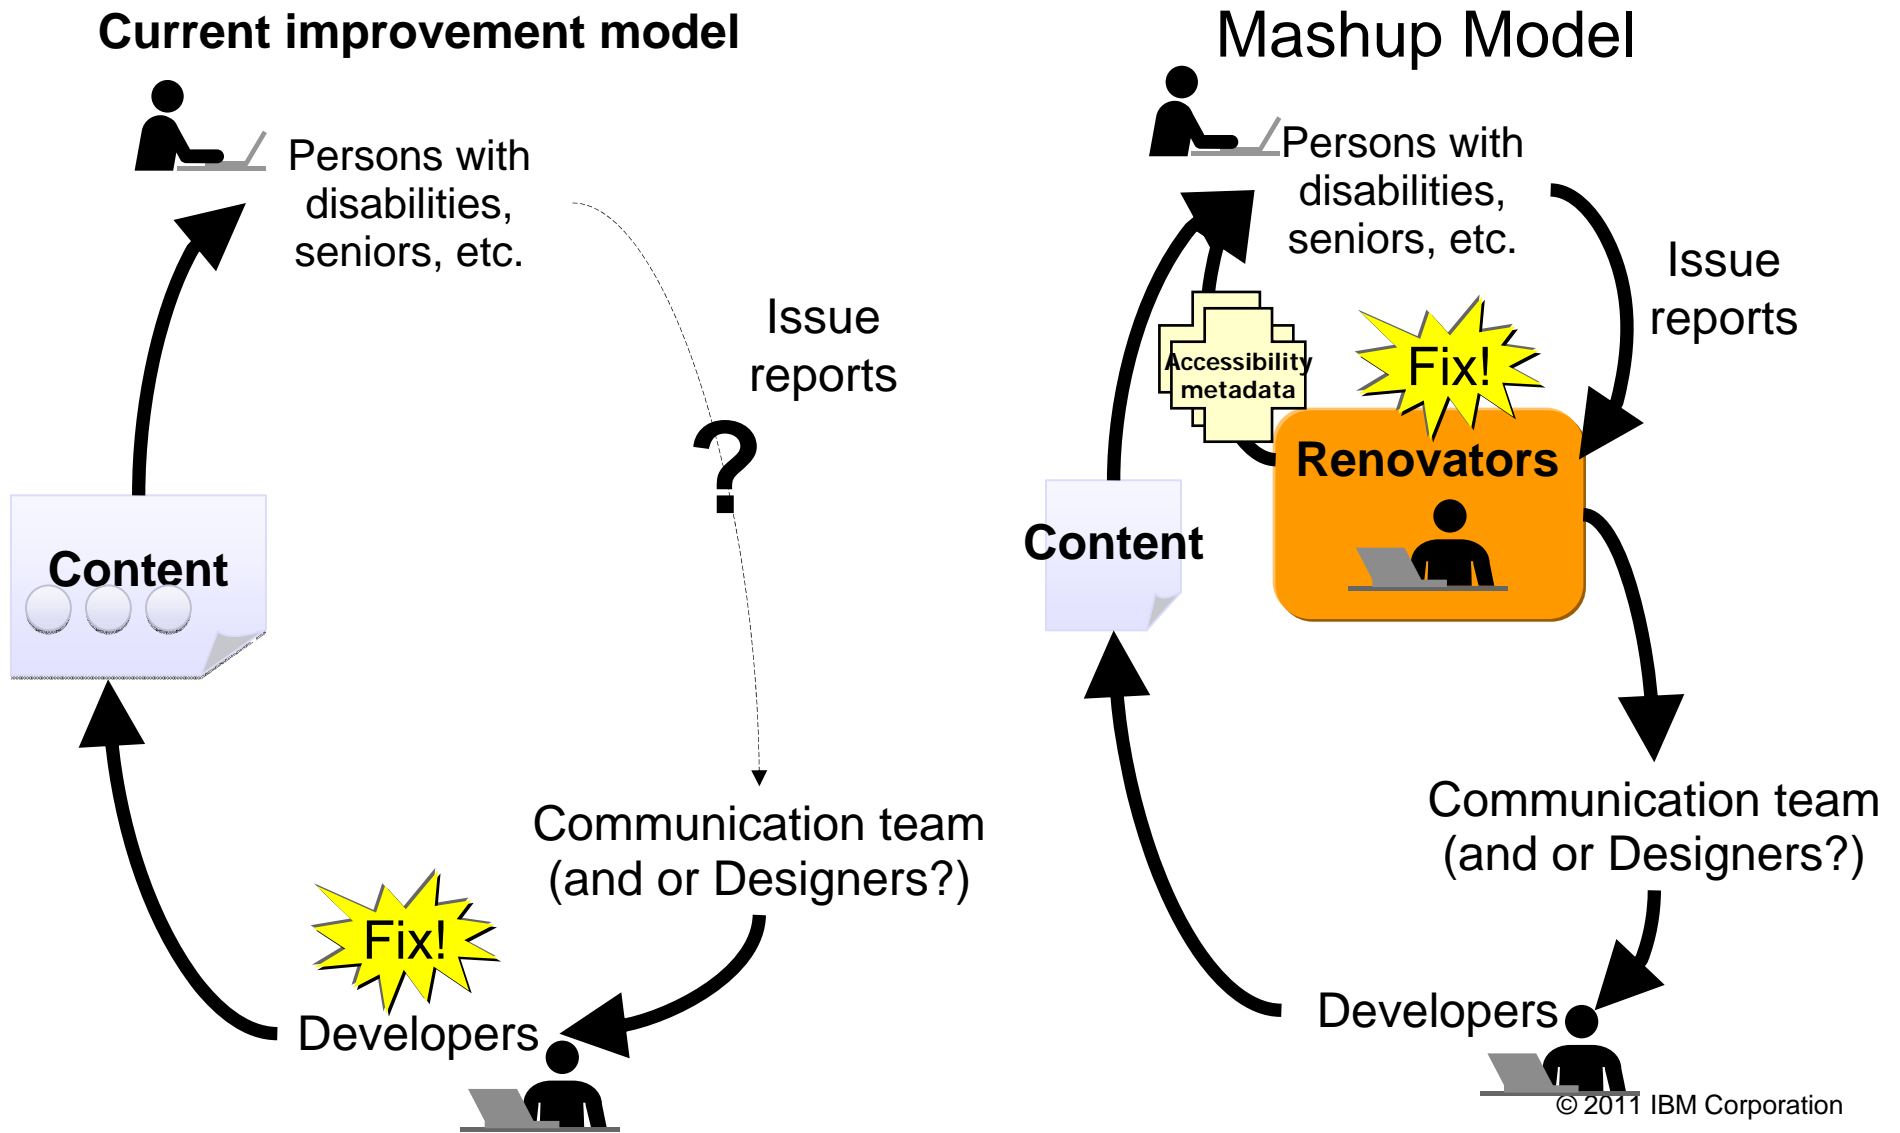 Current improvement model
Persons with
disabilities,
seniors, etc.
Issue
reports
?
Content
Communication team
(and or Designers?)
Fix!
Developers
Mashup Model
Persons with
disabilities,
seniors, etc.
Issue
reports
Accessibility
metadata
Fix!
Renovators
Content
Communication team
(and or Designers?)
Developers
© 2011 IBM Corporation